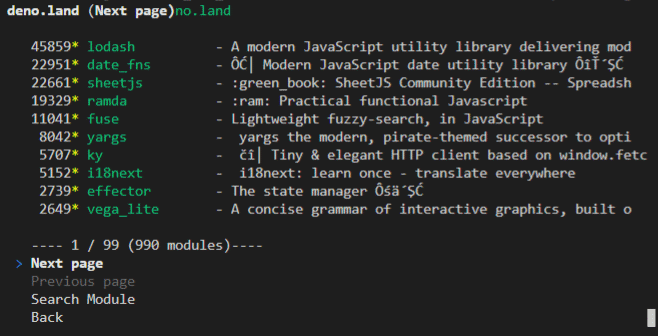 deno.land (Next page)no.land
45859* lodash - A modern JavaScript utility library delivering mod
22951* date_fns - ÔĆ| Modern JavaScript date utility library ÔîŤ´ŞĆ
22661* sheetjs - :green_book: SheetJS Community Edition -- Spreadsh
19329* ramda - :ram: Practical functional Javascript
11041* fuse - Lightweight fuzzy-search, in JavaScript
8042* yargs - yargs the modern, pirate-themed successor to opti
5707* ky - čî| Tiny & elegant HTTP client based on window.fetc
5152* i18next - i18next: learn once - translate everywhere
2739* effector - The state manager Ôśä´ŞĆ
2649* vega_lite - A concise grammar of interactive graphics, built o
---- 1 / 99 (990 modules)----
> Next page
Previous page
Search Module
Back